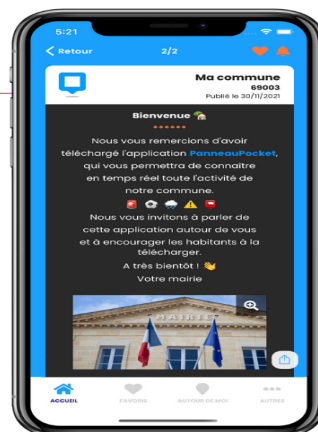 5:21
Retour
2/2
Ma commune
69003
Publié le 30/11/2021
Bienvenue
Nous vous remercions d'avoir
téléchargé l'application PanneauPocket,
qui vous permettra de connaître
en temps réel toute l'activité de
notre commune.
Nous vous invitons à parler de
cette application autour de vous
et à encourager les habitants à la
télécharger.
A très bientôt !
Votre mairie
MAIRIE
ACCUEIL
FAVORIS
AUTOUR DE MOI
AUTRES